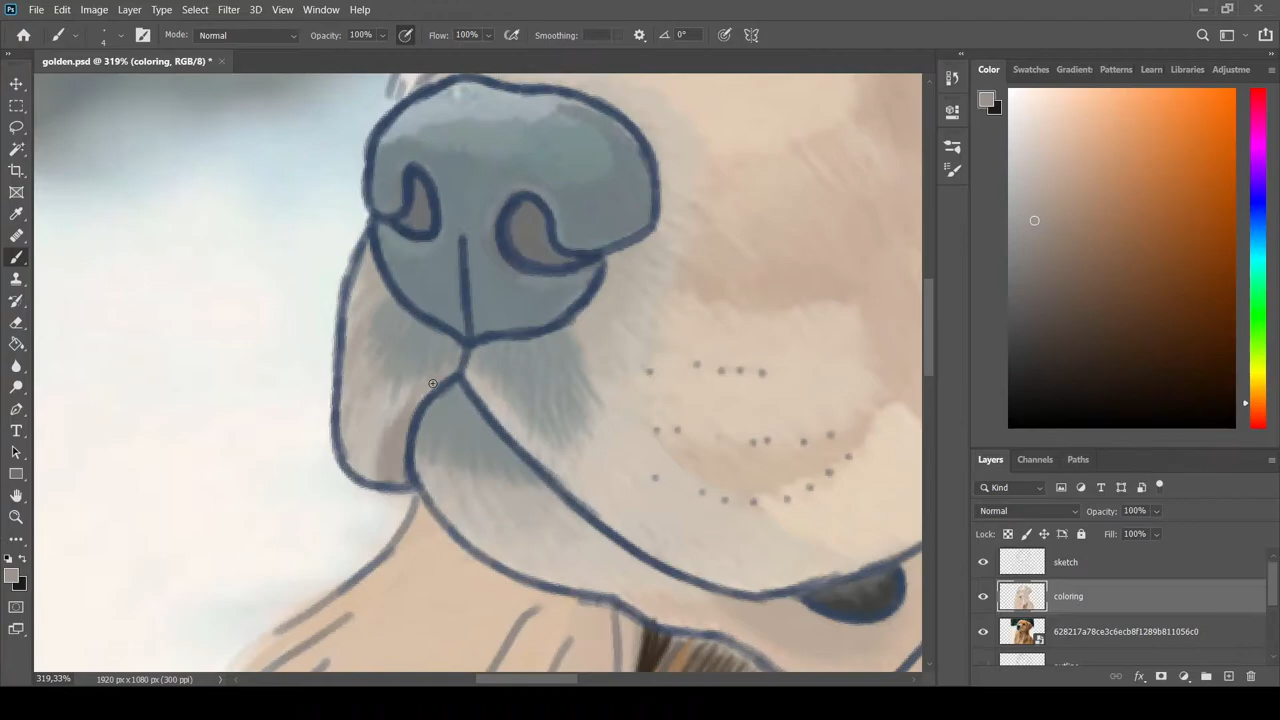 Ps File Edit Image Layer Type Select Filter 3D View Window Help
4 Mode: Normal Opacity: 100% Flow: 100% Smoothing: 0°
golden.psd @ 319% (coloring, RGB/8) *
Color Swatches Gradient Patterns Learn Libraries Adjustme
Layers Channels Paths
Kind
Normal Opacity: 100%
Lock: Fill: 100%
sketch
coloring
628217a78ce3c6ecb8f1289b811056c0
319,33% 1920 px x 1080 px (300 ppi)